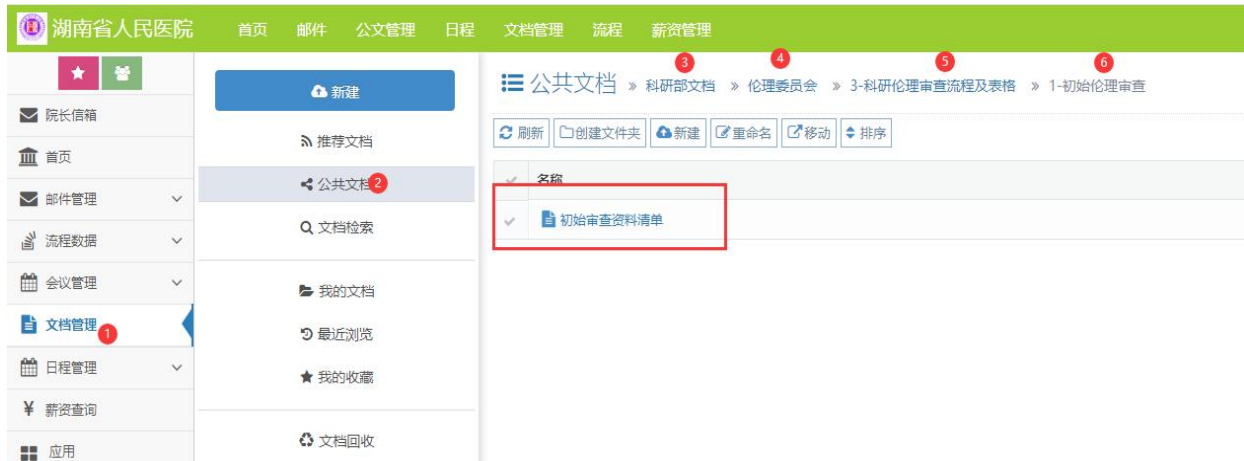 湖南省人民医院 首页 邮件 公文管理 日程 文档管理 流程 薪资管理
院长信箱
首页
邮件管理
流程数据
会议管理
文档管理 1
日程管理
¥ 薪资查询
应用
新建
推荐文档
公共文档 2
文档检索
我的文档
最近浏览
我的收藏
文档回收
3 4 5 6
公共文档 » 科研部文档 » 伦理委员会 » 3-科研伦理审查流程及表格 » 1-初始伦理审查
刷新 创建文件夹 新建 重命名 移动 排序
名称
初始审查资料清单